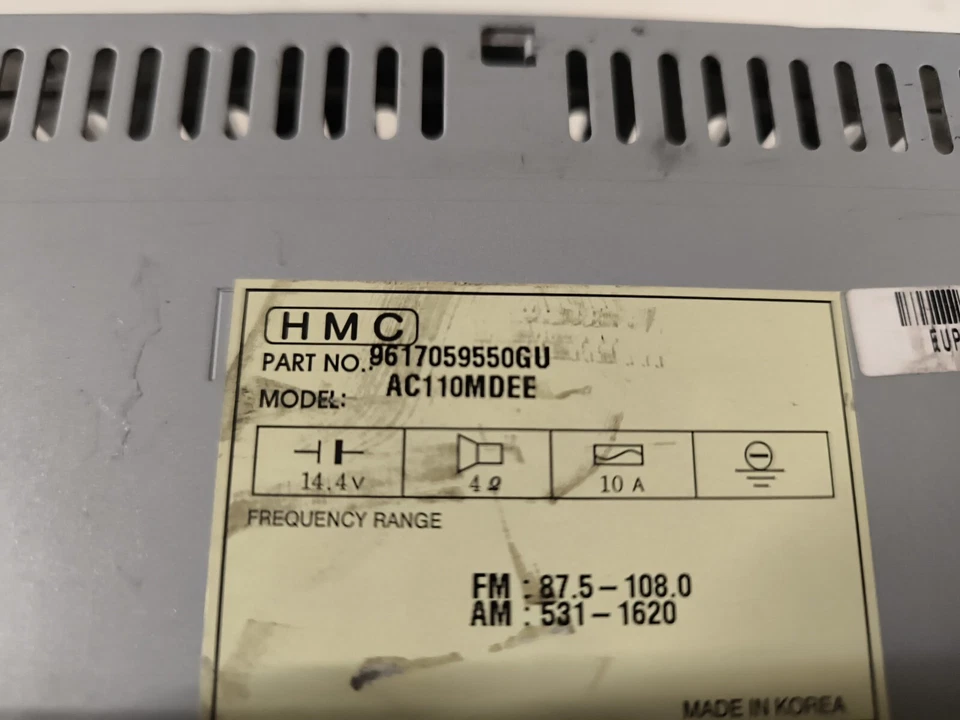 HMC
PART NO.: 9617059550GU
MODEL: AC110MDEE
14.4V 4Ω 10 A
FREQUENCY RANGE
FM : 87.5–108.0
AM : 531–1620
MADE IN KOREA